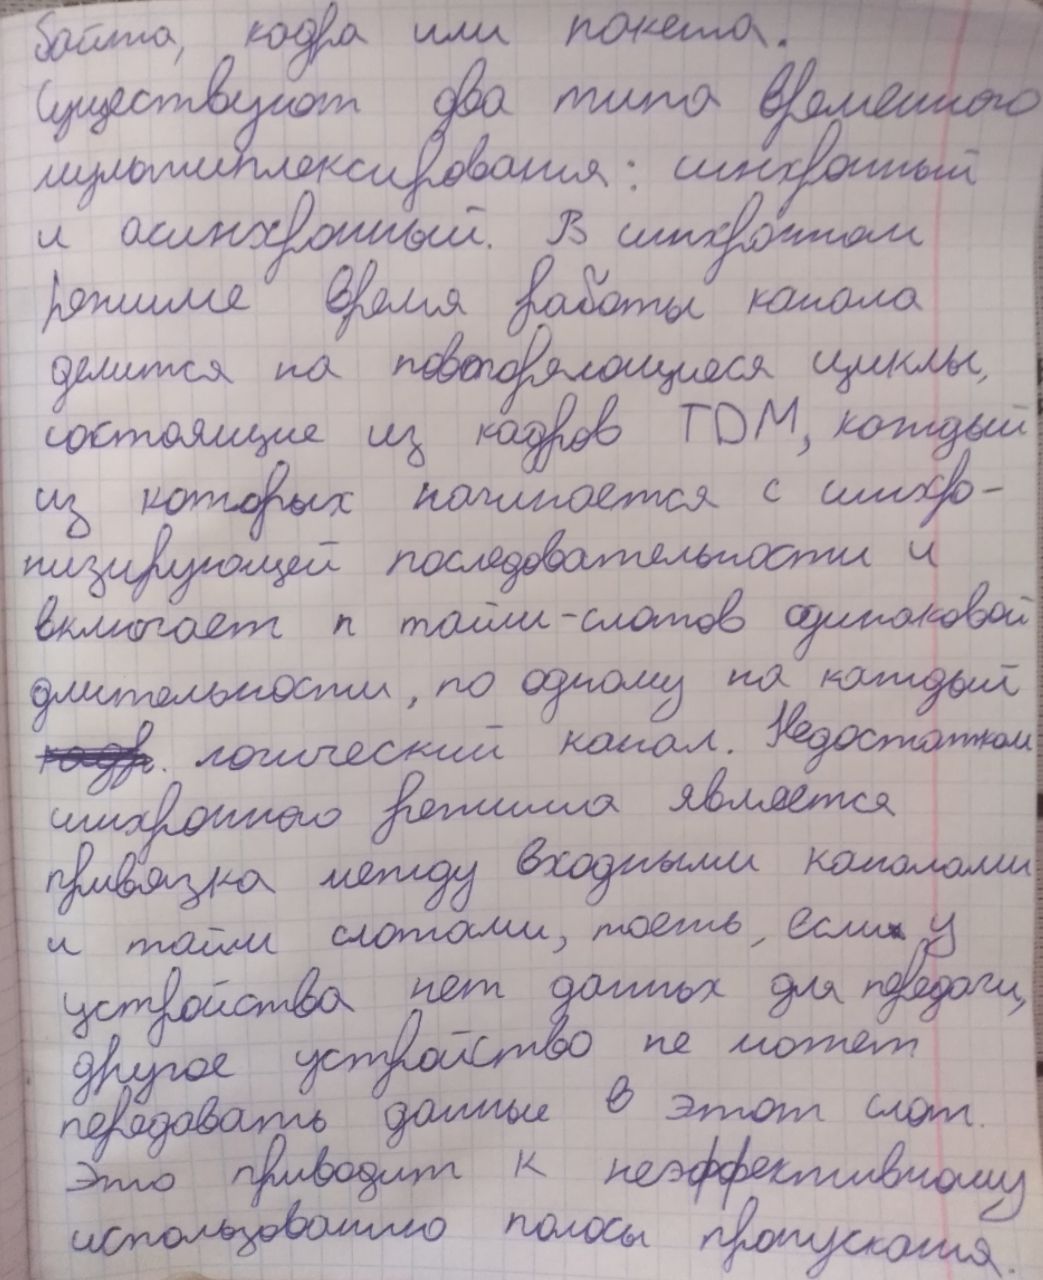 байта, кадра или пакета.
Существуют два типа временного
мультиплексирования: синхронный
и асинхронный. В синхронном
режиме время работы канала
делится на повторяющиеся циклы,
состоящие из кадров TDM, каждый
из которых начинается с синхро-
низирующей последовательности и
включает n тайм-слотов одинаковой
длительности, по одному на каждый
логический канал. Недостатком
синхронного режима является
привязка между входными каналами
и тайм слотами, тоесть, если у
устройства нет данных для передачи,
другое устройство не может
передавать данные в этот слот.
Это приводит к неэффективному
использованию полосы пропускания.